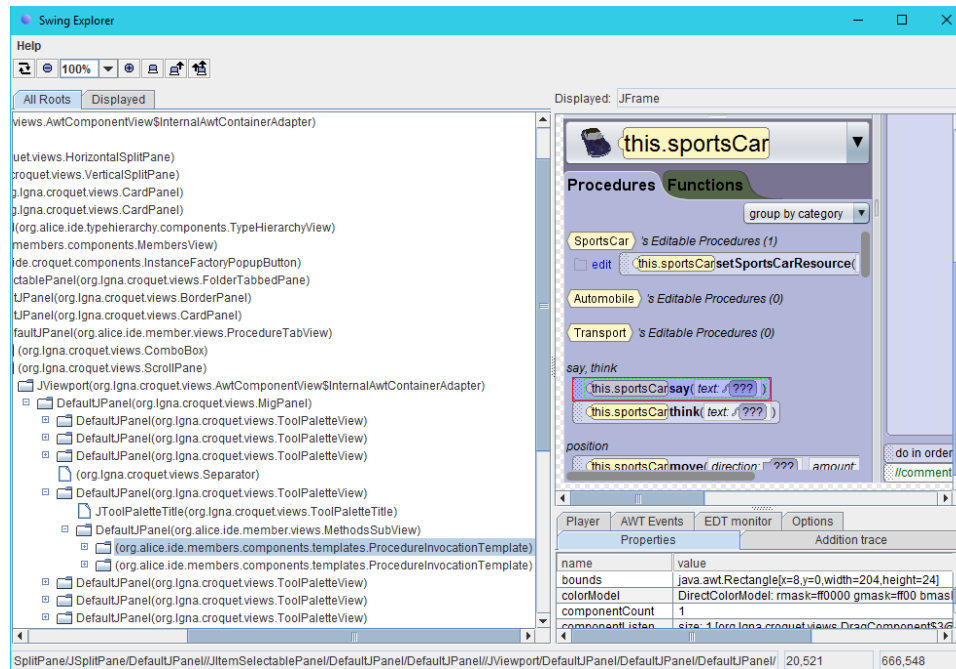 Swing Explorer
Help
100%
All Roots Displayed
views.AwtComponentView$InternalAwtContainerAdapter)
quet.views.HorizontalSplitPane)
croquet.views.VerticalSplitPane)
g.lgna.croquet.views.CardPanel)
g.lgna.croquet.views.CardPanel)
l(org.alice.ide.typehierarchy.components.TypeHierarchyView)
members.components.MembersView)
ide.croquet.components.InstanceFactoryPopupButton)
ctablePanel(org.lgna.croquet.views.FolderTabbedPane)
tJPanel(org.lgna.croquet.views.BorderPanel)
tJPanel(org.lgna.croquet.views.CardPanel)
faultJPanel(org.alice.ide.member.views.ProcedureTabView)
(org.lgna.croquet.views.ComboBox)
(org.lgna.croquet.views.ScrollPane)
JViewport(org.lgna.croquet.views.AwtComponentView$InternalAwtContainerAdapter)
DefaultJPanel(org.lgna.croquet.views.MigPanel)
DefaultJPanel(org.lgna.croquet.views.ToolPaletteView)
DefaultJPanel(org.lgna.croquet.views.ToolPaletteView)
DefaultJPanel(org.lgna.croquet.views.ToolPaletteView)
(org.lgna.croquet.views.Separator)
DefaultJPanel(org.lgna.croquet.views.ToolPaletteView)
JToolPaletteTitle(org.lgna.croquet.views.ToolPaletteTitle)
DefaultJPanel(org.alice.ide.member.views.MethodsSubView)
(org.alice.ide.members.components.templates.ProcedureInvocationTemplate)
(org.alice.ide.members.components.templates.ProcedureInvocationTemplate)
DefaultJPanel(org.lgna.croquet.views.ToolPaletteView)
DefaultJPanel(org.lgna.croquet.views.ToolPaletteView)
DefaultJPanel(org.lgna.croquet.views.ToolPaletteView)
Displayed: JFrame
this.sportsCar
Procedures Functions
group by category
SportsCar 's Editable Procedures (1)
edit this.sportsCar setSportsCarResource(
Automobile 's Editable Procedures (0)
Transport 's Editable Procedures (0)
say, think
this.sportsCar say( text: ??? )
this.sportsCar think( text: ??? )
position
this.sportsCar move( direction: ??? amount:
do in order
//comment
Player AWT Events EDT monitor Options
Properties Addition trace
name value
bounds java.awt.Rectangle[x=8,y=0,width=204,height=24]
colorModel DirectColorModel: rmask=ff0000 gmask=ff00 bmas
componentCount 1
componentListen size: 1 [org.lgna.croquet.views.DragComponent$3@
SplitPane/JSplitPane/DefaultJPanel//JItemSelectablePanel/DefaultJPanel/DefaultJPanel//JViewport/DefaultJPanel/DefaultJPanel/DefaultJPanel/ 20,521 666,548